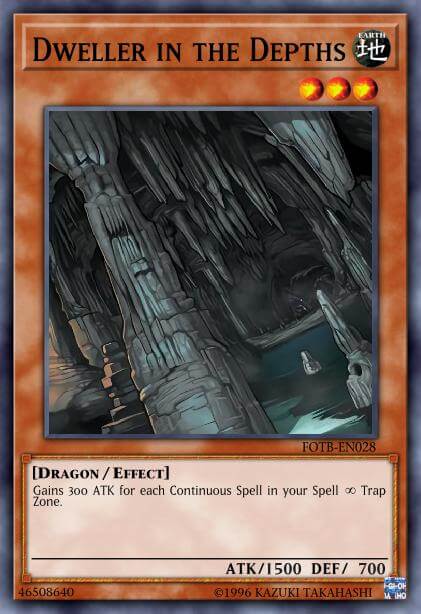 Dweller in the Depths
EARTH
地
FOTB-EN028
[Dragon / Effect]
Gains 300 ATK for each Continuous Spell in your Spell ∞ Trap
Zone.
ATK/1500 DEF/ 700
46508640
©1996 KAZUKI TAKAHASHI